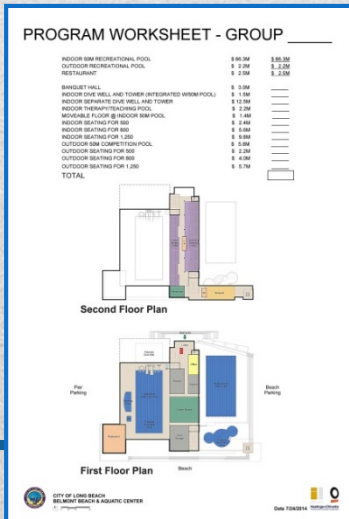 PROGRAM WORKSHEET - GROUP _____
INDOOR 50M RECREATIONAL POOL $ 66.3M $ 66.3M
OUTDOOR RECREATIONAL POOL $ 2.2M $ 2.2M
RESTAURANT $ 2.9M $ 2.9M
BANQUET HALL $ 3.0M
INDOOR DIVE WELL AND TOWER (INTEGRATED W/50M POOL) $ 1.5M
INDOOR SEPARATE DIVE WELL AND TOWER $ 12.5M
INDOOR THERAPY/TEACHING POOL $ 2.2M
MOVEABLE FLOOR @ INDOOR 50M POOL $ 1.4M
INDOOR SEATING FOR 500 $ 2.4M
INDOOR SEATING FOR 800 $ 5.6M
INDOOR SEATING FOR 1,250 $ 9.6M
OUTDOOR 50M COMPETITION POOL $ 5.8M
OUTDOOR SEATING FOR 500 $ 2.2M
OUTDOOR SEATING FOR 800 $ 4.0M
OUTDOOR SEATING FOR 1,250 $ 5.7M
TOTAL
Second Floor Plan
Pier
Parking
Beach
Parking
First Floor Plan
Beach
CITY OF LONG BEACH
BELMONT BEACH & AQUATIC CENTER
Date 7/24/2014